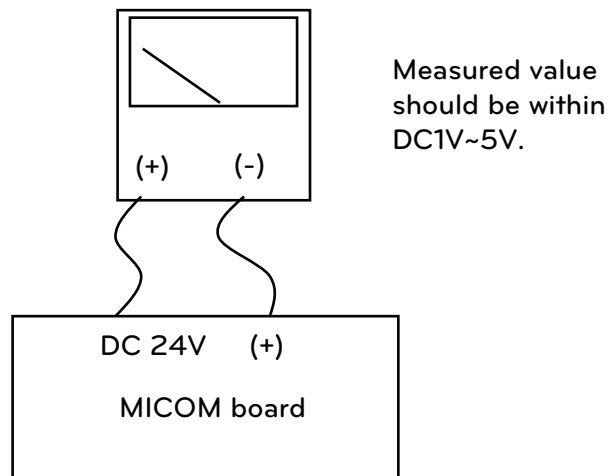 Measured value
should be within
DC1V~5V.
(+) (-)
DC 24V (+)
MICOM board